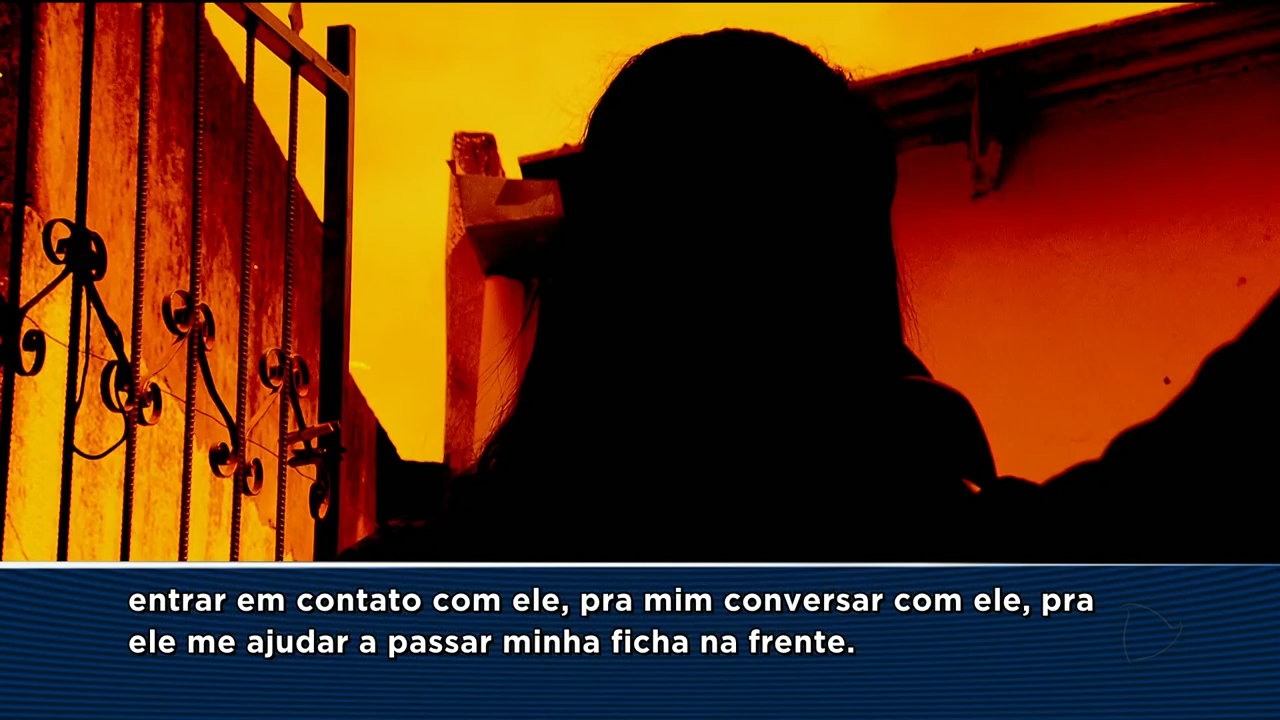 entrar em contato com ele, pra mim conversar com ele, pra
ele me ajudar a passar minha ficha na frente.